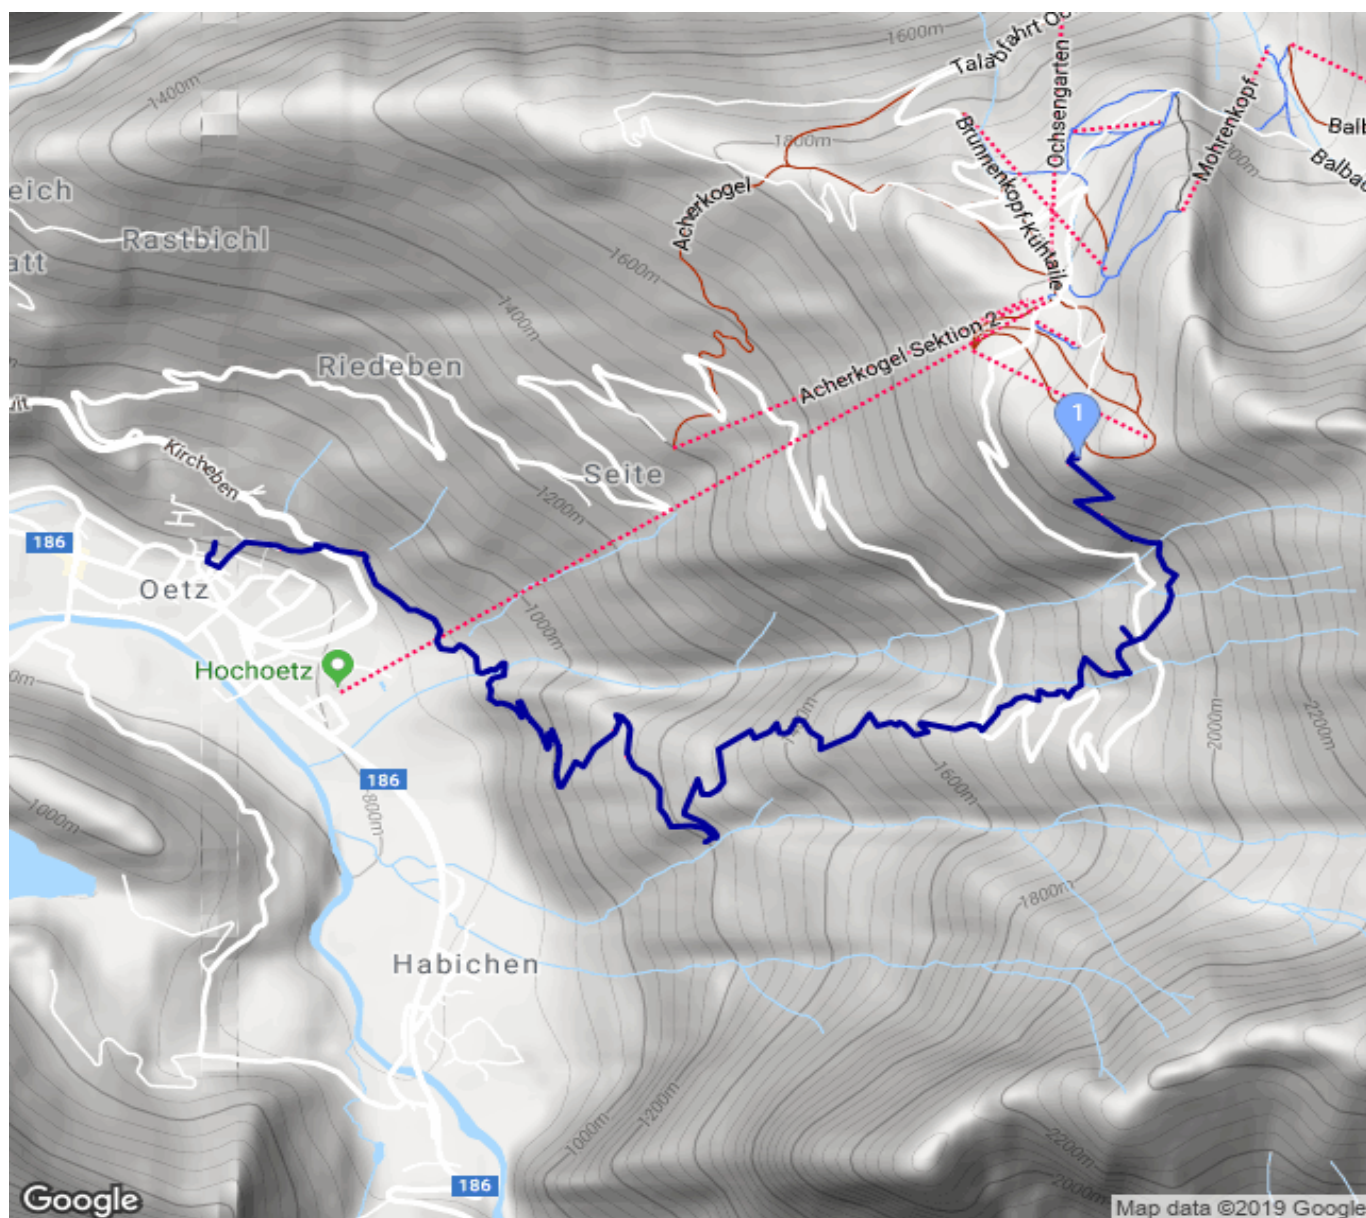 1600m
Talabfahrt Oc
1400m
Ochsengarten
1800m
Brunnenkopf-Kühtaile
Mohrenkopf
Balb
Balbac
eich
Acherkogel
Rastbichl
att
1600m
1400m
Acherkogel Sektion 2
Riedeben
1
Kircheben
Seite
1200m
186
Oetz
1000m
Hochoetz
2000m
2200m
186
800m
1000m
1600m
1800m
Habichen
1000m
1200m
2200m
2000m
186
Google
Map data ©2019 Google